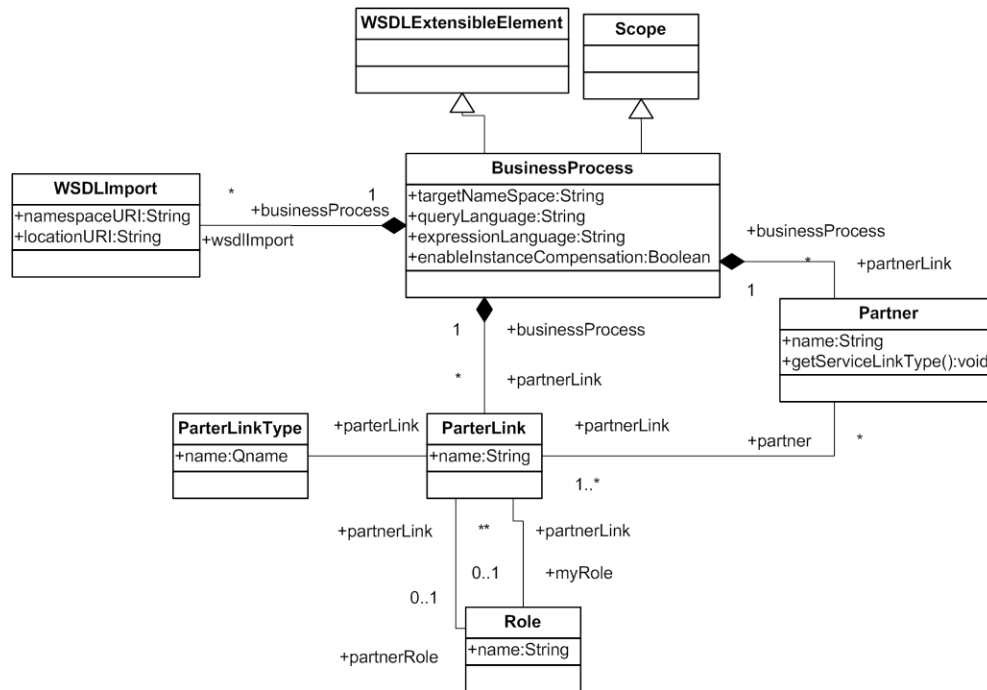 WSDLExtensibleElement
Scope
BusinessProcess
+targetNameSpace:String
+queryLanguage:String
+expressionLanguage:String
+enableInstanceCompensation:Boolean
WSDLImport
+namespaceURI:String
+locationURI:String
*
1
+businessProcess
+wsdlImport
+businessProcess
*
+partnerLink
1
Partner
+name:String
+getServiceLinkType():void
1
+businessProcess
*
+partnerLink
ParterLinkType
+name:Qname
+parterLink
ParterLink
+name:String
+partnerLink
+partner
*
1..*
+partnerLink
**
+partnerLink
0..1
+myRole
0..1
+partnerRole
Role
+name:String